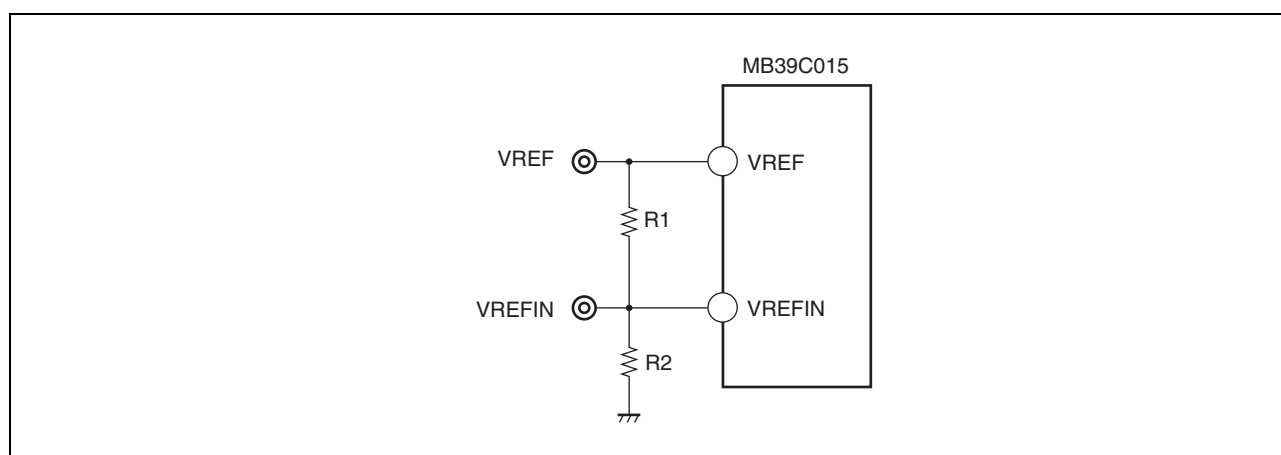 MB39C015
VREF
VREF
R1
VREFIN
VREFIN
R2